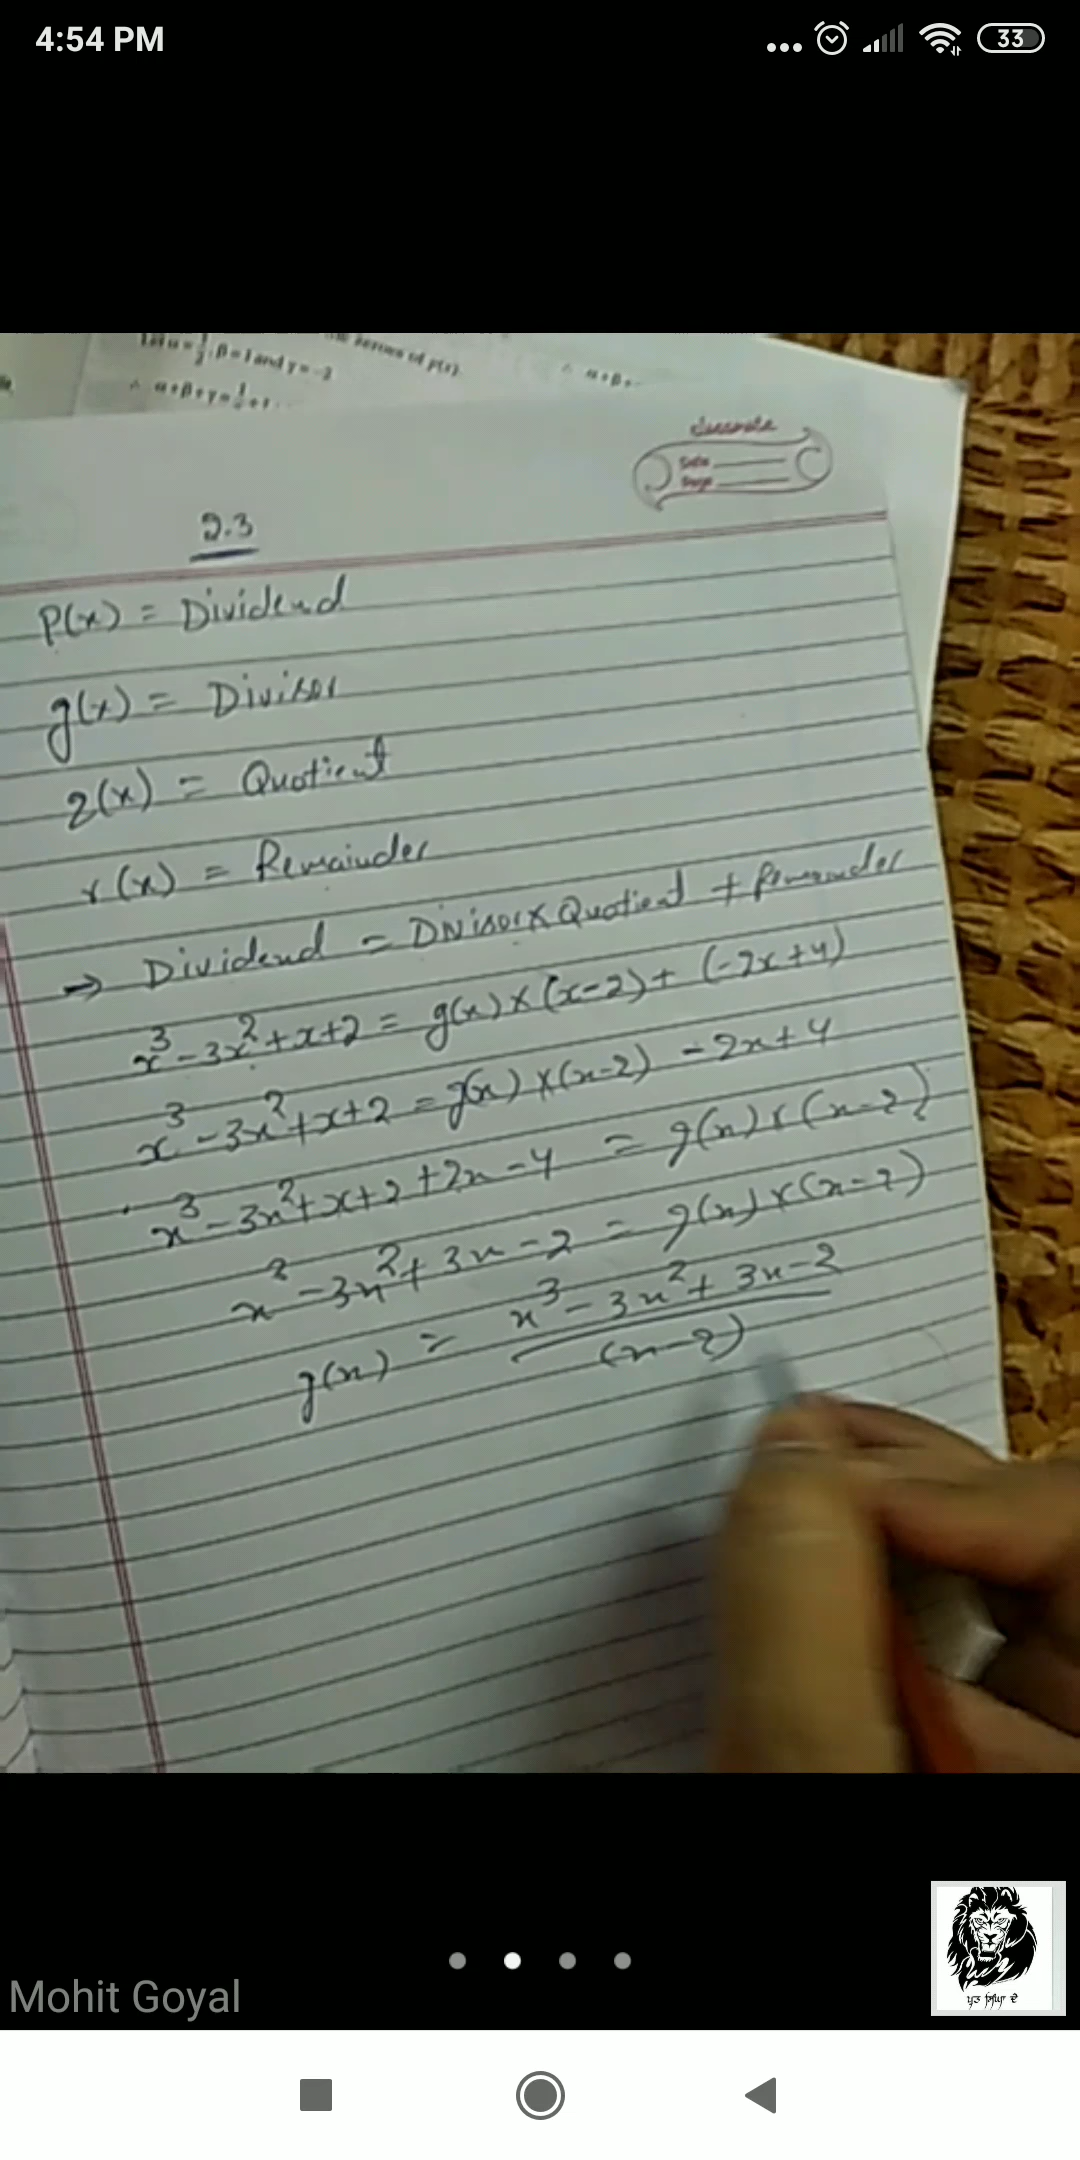 4:54 PM
33
2.3
P(x) = Dividend
g(x) = Divisor
q(x) = Quotient
r(x) = Remainder
→ Dividend = Divisor × Quotient + Remainder
x³ - 3x² + x + 2 = g(x) × (x-2) + (-2x+4)
x³ - 3x² + x + 2 = g(x) × (x-2) - 2x + 4
x³ - 3x² + x + 2 + 2x - 4 = g(x) × (x-2)
x³ - 3x² + 3x - 2 = g(x) × (x-2)
g(x) = x³ - 3x² + 3x - 2
(x-2)
Mohit Goyal